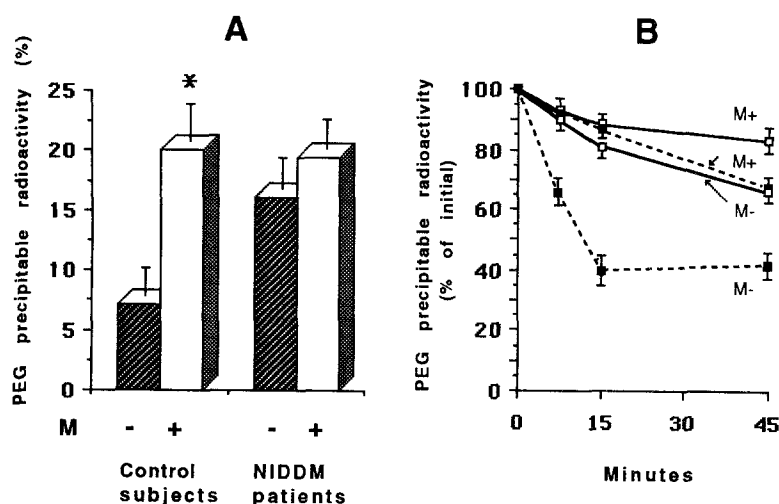 A
PEG precipitable radioactivity (%)
25
20
15
10
5
0
*
M - + - +
Control subjects
NIDDM patients
B
PEG precipitable radioactivity
(% of initial)
100
80
60
40
20
0
M+
M+
M-
M-
0 15 30 45
Minutes